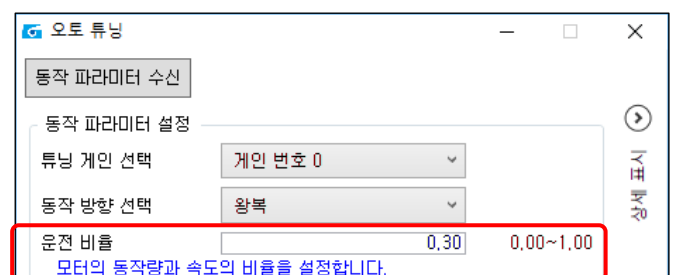 오토 튜닝
동작 파라미터 수신
동작 파라미터 설정
튜닝 게인 선택 게인 번호 0
동작 방향 선택 왕복
운전 비율 0.30 0.00~1.00
모터의 동작량과 속도의 비율을 설정합니다.
상세 표시